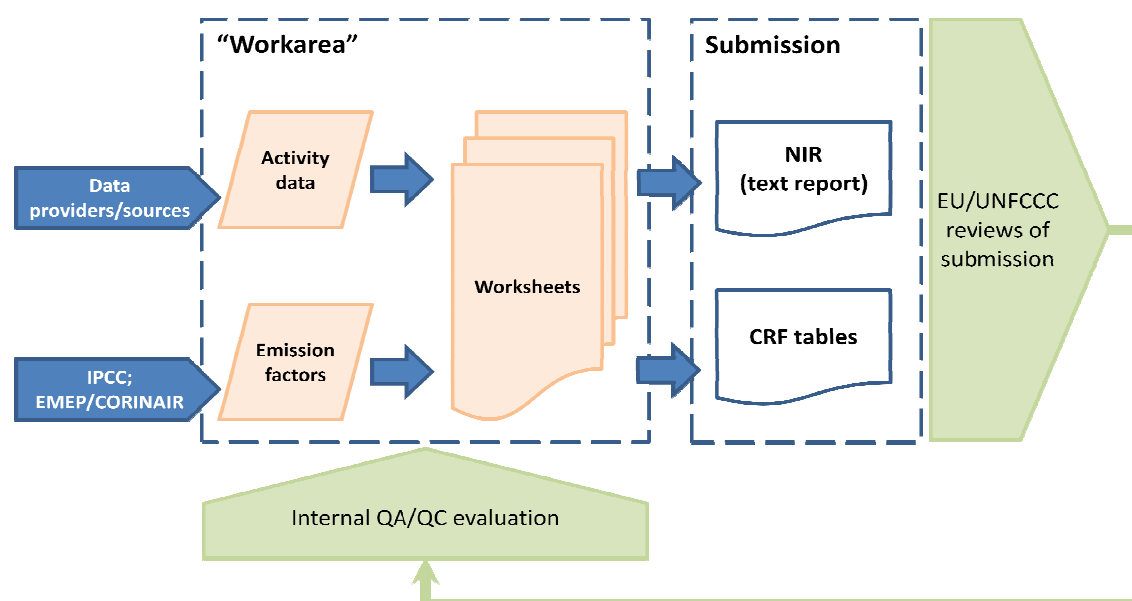 “Workarea”
Submission
Data
providers/sources
Activity
data
NIR
(text report)
EU/UNFCCC
reviews of
submission
Worksheets
IPCC;
EMEP/CORINAIR
Emission
factors
CRF tables
Internal QA/QC evaluation